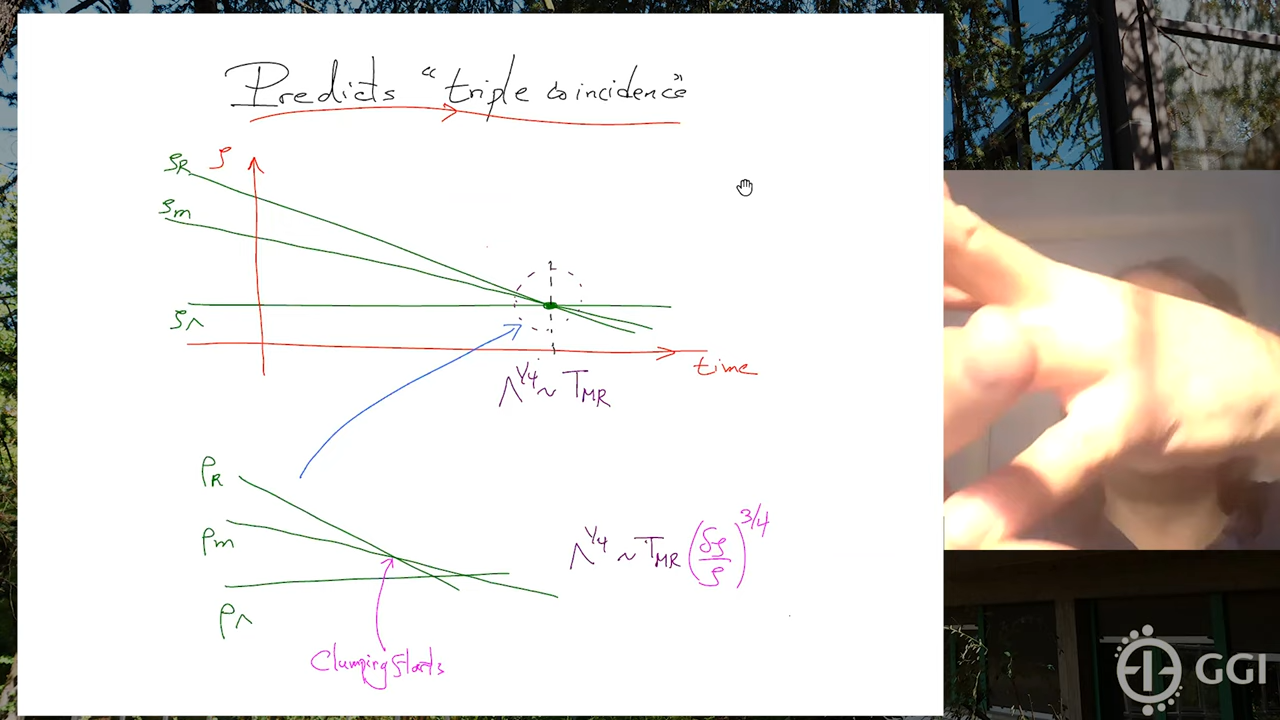 Predicts “triple coincidence”
ρR ρ
ρm
ρΛ
time
Λ^1/4 ~ TMR
ρR
ρm
Λ^1/4 ~ TMR (δρ/ρ)^3/4
ρΛ
Clumping starts
GGI